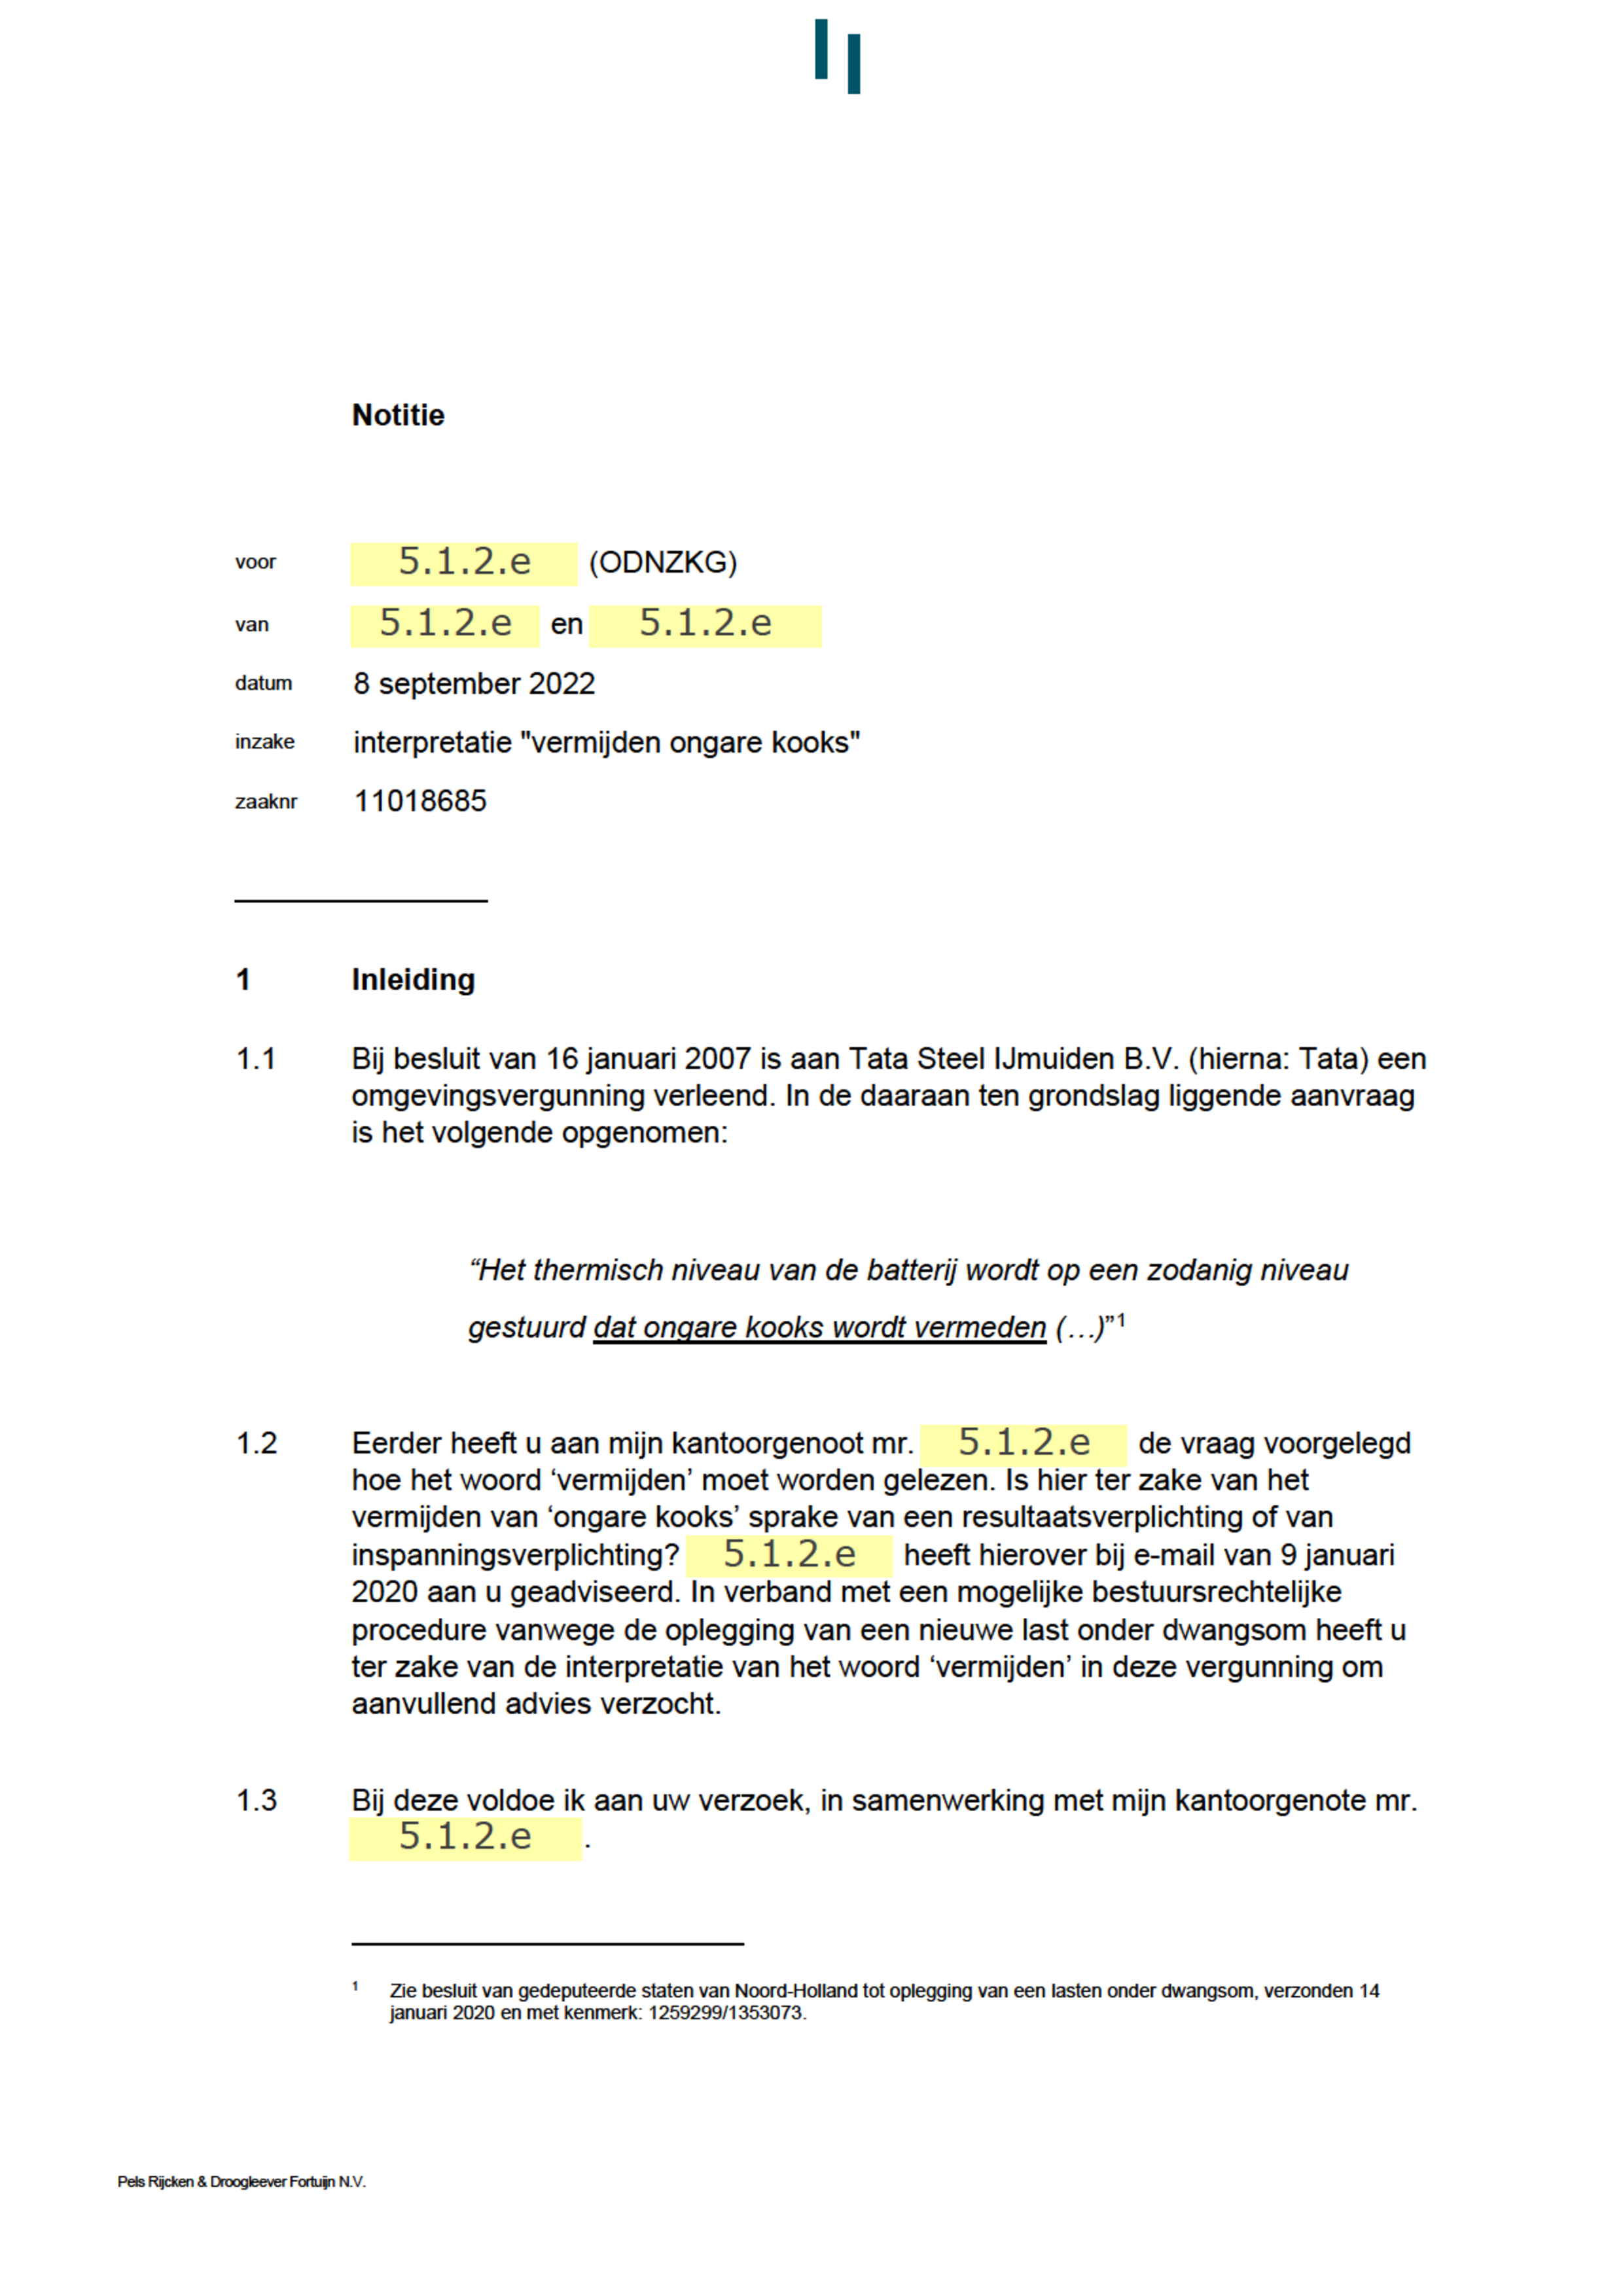 Notitie
voor 5.1.2.e (ODNZKG)
van 5.1.2.e en 5.1.2.e
datum 8 september 2022
inzake interpretatie "vermijden ongare kooks"
zaaknr 11018685
1 Inleiding
1.1 Bij besluit van 16 januari 2007 is aan Tata Steel IJmuiden B.V. (hierna: Tata) een
omgevingsvergunning verleend. In de daaraan ten grondslag liggende aanvraag
is het volgende opgenomen:
“Het thermisch niveau van de batterij wordt op een zodanig niveau
gestuurd dat ongare kooks wordt vermeden (…)”1
1.2 Eerder heeft u aan mijn kantoorgenoot mr. 5.1.2.e de vraag voorgelegd
hoe het woord ‘vermijden’ moet worden gelezen. Is hier ter zake van het
vermijden van ‘ongare kooks’ sprake van een resultaatsverplichting of van
inspanningsverplichting? 5.1.2.e heeft hierover bij e-mail van 9 januari
2020 aan u geadviseerd. In verband met een mogelijke bestuursrechtelijke
procedure vanwege de oplegging van een nieuwe last onder dwangsom heeft u
ter zake van de interpretatie van het woord ‘vermijden’ in deze vergunning om
aanvullend advies verzocht.
1.3 Bij deze voldoe ik aan uw verzoek, in samenwerking met mijn kantoorgenote mr.
5.1.2.e .
1 Zie besluit van gedeputeerde staten van Noord-Holland tot oplegging van een lasten onder dwangsom, verzonden 14
januari 2020 en met kenmerk: 1259299/1353073.
Pels Rijcken & Droogleever Fortuijn N.V.